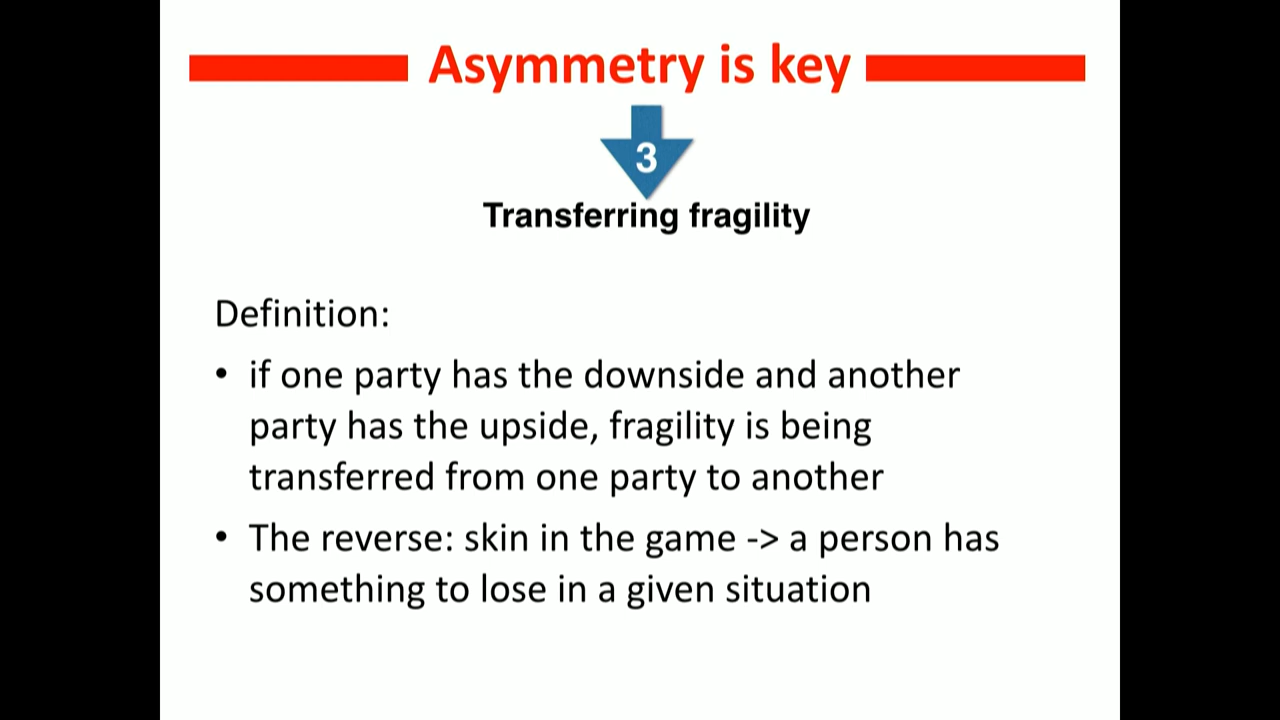 Asymmetry is key
3
Transferring fragility
Definition:
• if one party has the downside and another
party has the upside, fragility is being
transferred from one party to another
• The reverse: skin in the game -> a person has
something to lose in a given situation